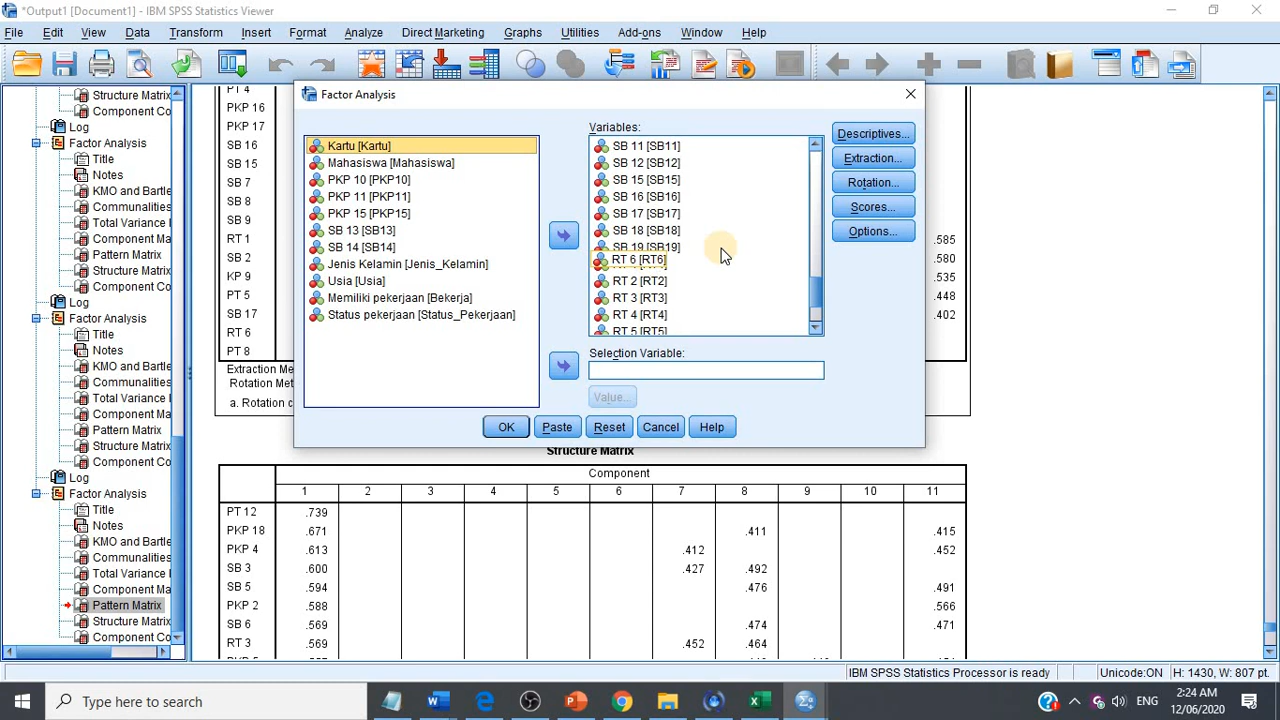 *Output1 [Document1] - IBM SPSS Statistics Viewer
File Edit View Data Transform Insert Format Analyze Direct Marketing Graphs Utilities Add-ons Window Help
Structure Matrix
Component Co
Log
Factor Analysis
Title
Notes
KMO and Bartle
Communalities
Total Variance
Component Ma
Pattern Matrix
Structure Matrix
Component Co
Log
Factor Analysis
Title
Notes
KMO and Bartle
Communalities
Total Variance
Component Ma
Pattern Matrix
Structure Matrix
Component Co
Log
Factor Analysis
Title
Notes
KMO and Bartle
Communalities
Total Variance I
Component Ma
Pattern Matrix
Structure Matrix
Component Co
PT 4
PKP 16
PKP 17
SB 16
SB 15
SB 7
SB 8
SB 9
RT 1 .585
SB 2 .580
KP 9 .535
PT 5 .448
SB 17 .402
RT 6
PT 8
Extraction Me
Rotation Met
a. Rotation c
Factor Analysis
Kartu [Kartu]
Mahasiswa [Mahasiswa]
PKP 10 [PKP10]
PKP 11 [PKP11]
PKP 15 [PKP15]
SB 13 [SB13]
SB 14 [SB14]
Jenis Kelamin [Jenis_Kelamin]
Usia [Usia]
Memiliki pekerjaan [Bekerja]
Status pekerjaan [Status_Pekerjaan]
Variables:
SB 11 [SB11]
SB 12 [SB12]
SB 15 [SB15]
SB 16 [SB16]
SB 17 [SB17]
SB 18 [SB18]
SB 19 [SB19]
RT 6 [RT6]
RT 2 [RT2]
RT 3 [RT3]
RT 4 [RT4]
RT 5 [RT5]
Selection Variable:
Value...
Descriptives...
Extraction...
Rotation...
Scores...
Options...
OK Paste Reset Cancel Help
Structure Matrix
Component
1 2 3 4 5 6 7 8 9 10 11
PT 12 .739
PKP 18 .671 .411 .415
PKP 4 .613 .412 .452
SB 3 .600 .427 .492
SB 5 .594 .476 .491
PKP 2 .588 .566
SB 6 .569 .474 .471
RT 3 .569 .452 .464
IBM SPSS Statistics Processor is ready Unicode:ON H: 1430, W: 807 pt.
Type here to search
ENG
2:24 AM
12/06/2020